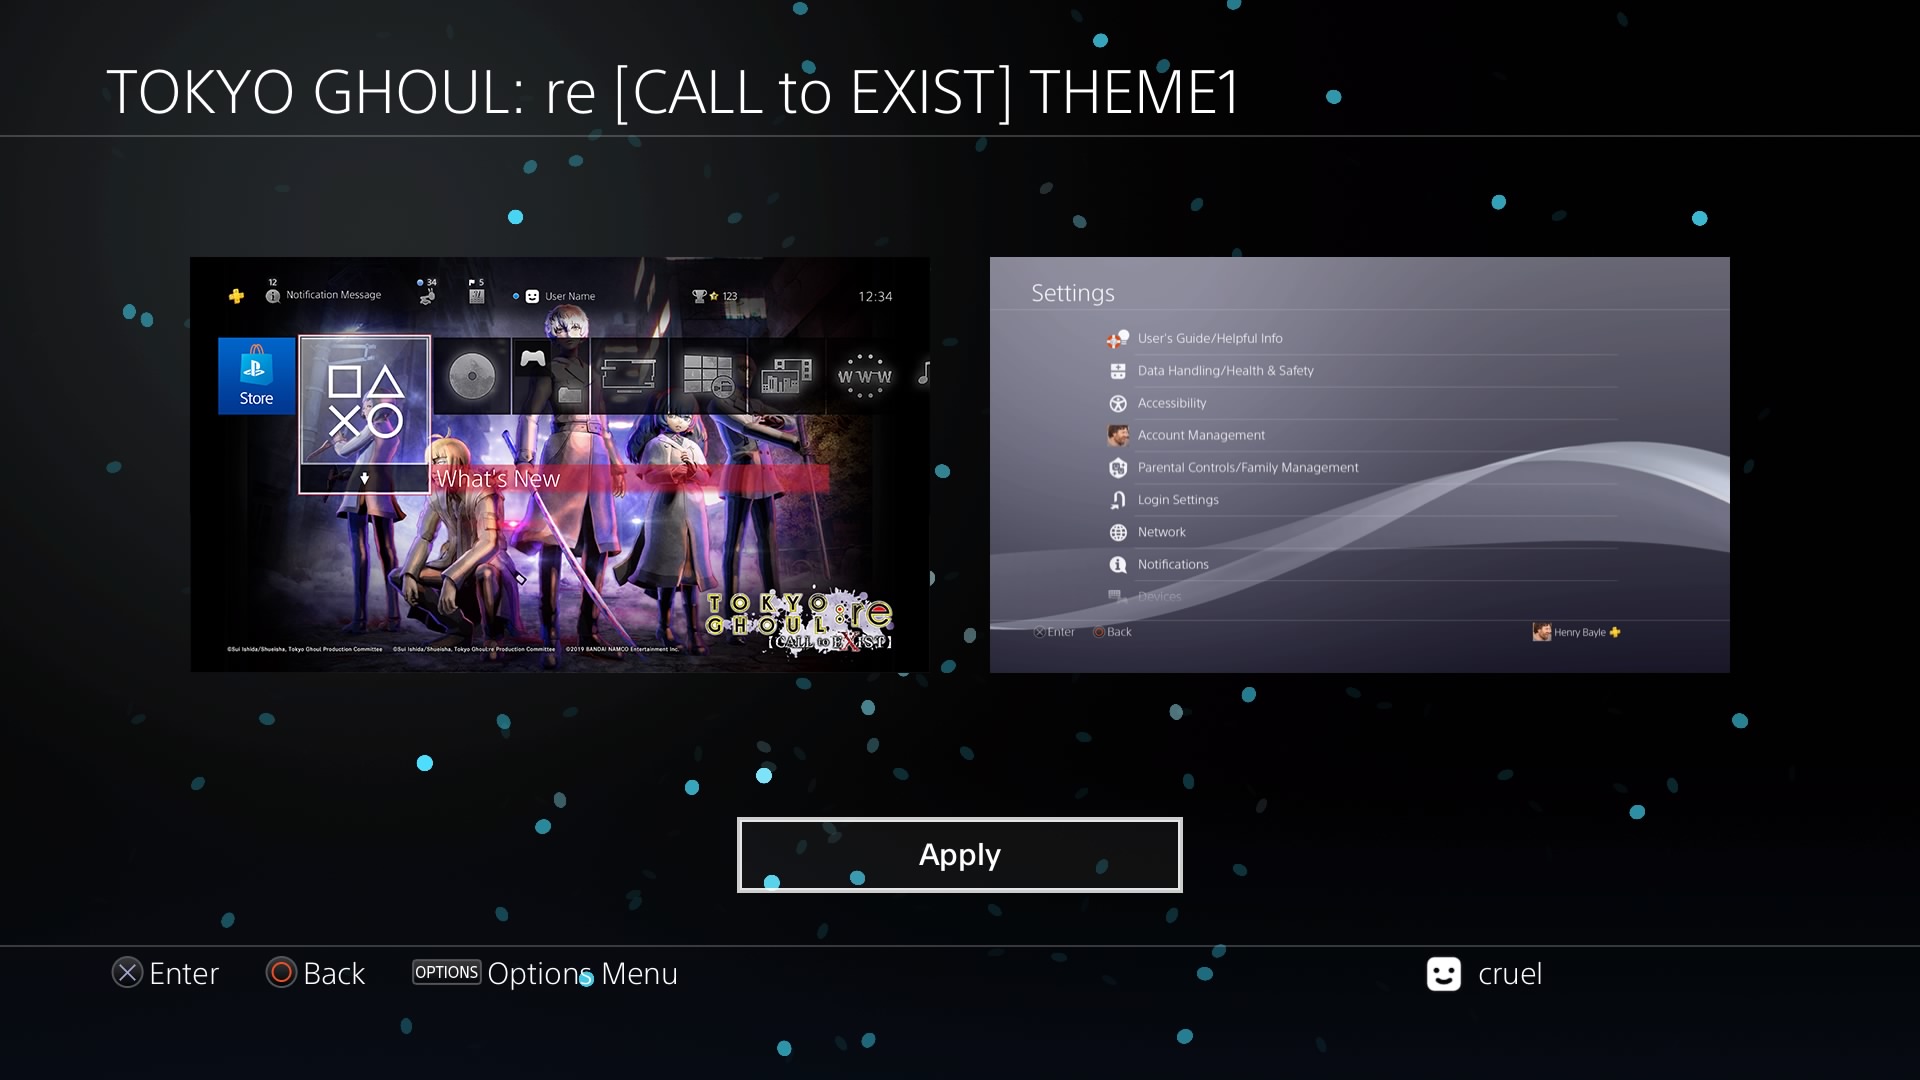 TOKYO GHOUL: re [CALL to EXIST] THEME1
12
Notification Message
34
5
User Name
123
12:34
Store
WWW
What's New
TOKYO
GHOUL :re
[CALL to EXIST]
©Sui Ishida/Shueisha, Tokyo Ghoul Production Committee ©Sui Ishida/Shueisha, Tokyo Ghoul:re Production Committee ©2019 BANDAI NAMCO Entertainment Inc.
Settings
User's Guide/Helpful Info
Data Handling/Health & Safety
Accessibility
Account Management
Parental Controls/Family Management
Login Settings
Network
Notifications
Devices
Enter Back
Henry Bayle
Apply
Enter Back OPTIONS Options Menu
cruel